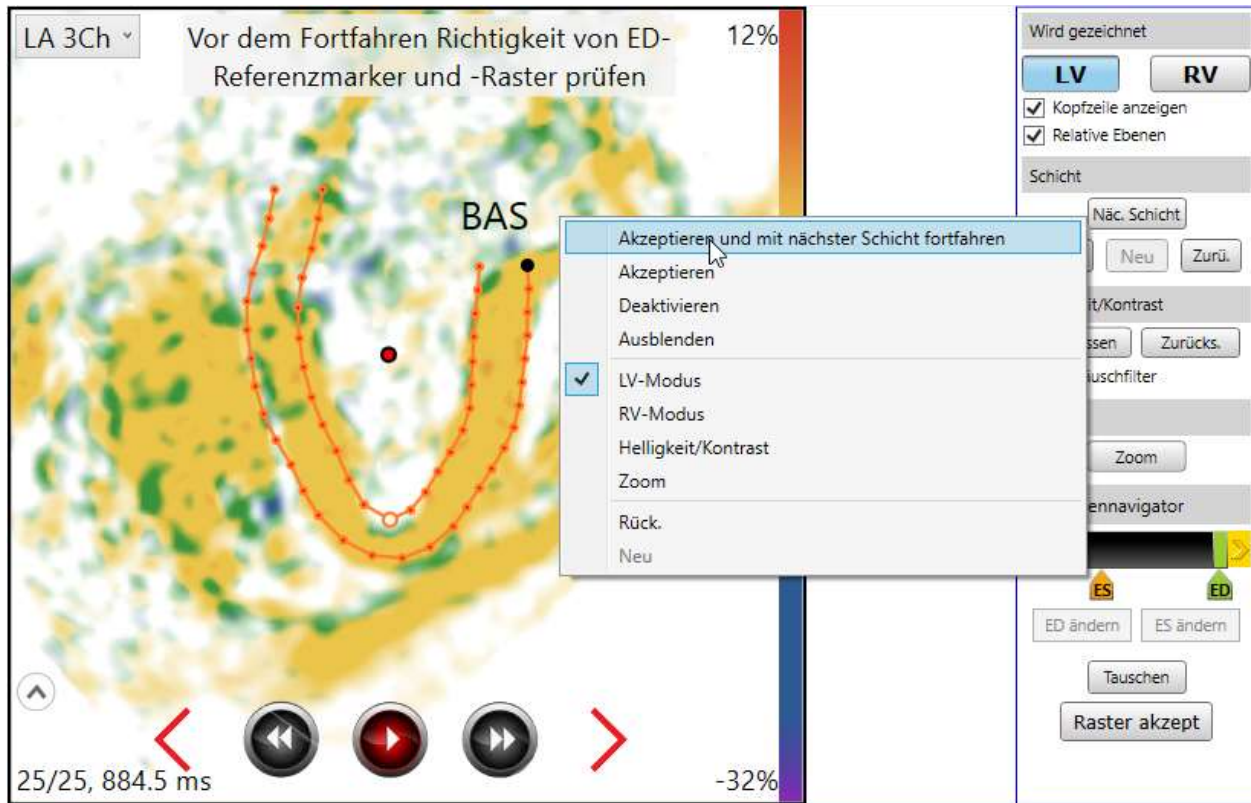 LA 3Ch
Vor dem Fortfahren Richtigkeit von ED-
Referenzmarker und -Raster prüfen
12%
BAS
Akzeptieren und mit nächster Schicht fortfahren
Akzeptieren
Deaktivieren
Ausblenden
LV-Modus
RV-Modus
Helligkeit/Kontrast
Zoom
Rück.
Neu
25/25, 884.5 ms
-32%
Wird gezeichnet
LV
RV
Kopfzeile anzeigen
Relative Ebenen
Schicht
Näc. Schicht
Neu
Zurü.
it/Kontrast
ssen
Zurücks.
uschfilter
Zoom
ennavigator
ES
ED
ED ändern
ES ändern
Tauschen
Raster akzept